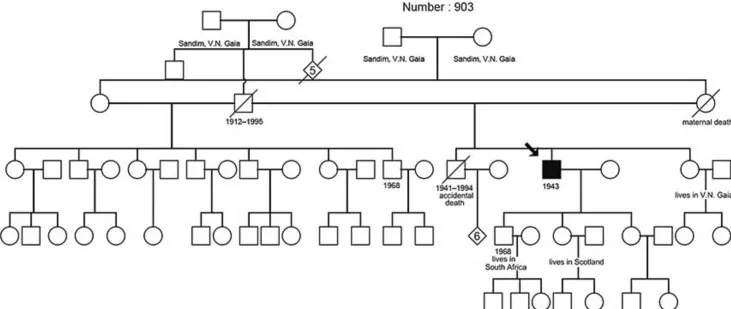 Number : 903
Sandim, V.N. Gaia
Sandim, V.N. Gaia
Sandim, V.N. Gaia
Sandim, V.N. Gaia
5
1912–1995
maternal death
1968
1941–1994
accidental
death
1943
lives in V.N. Gaia
6
1968
lives in
South Africa
lives in Scotland